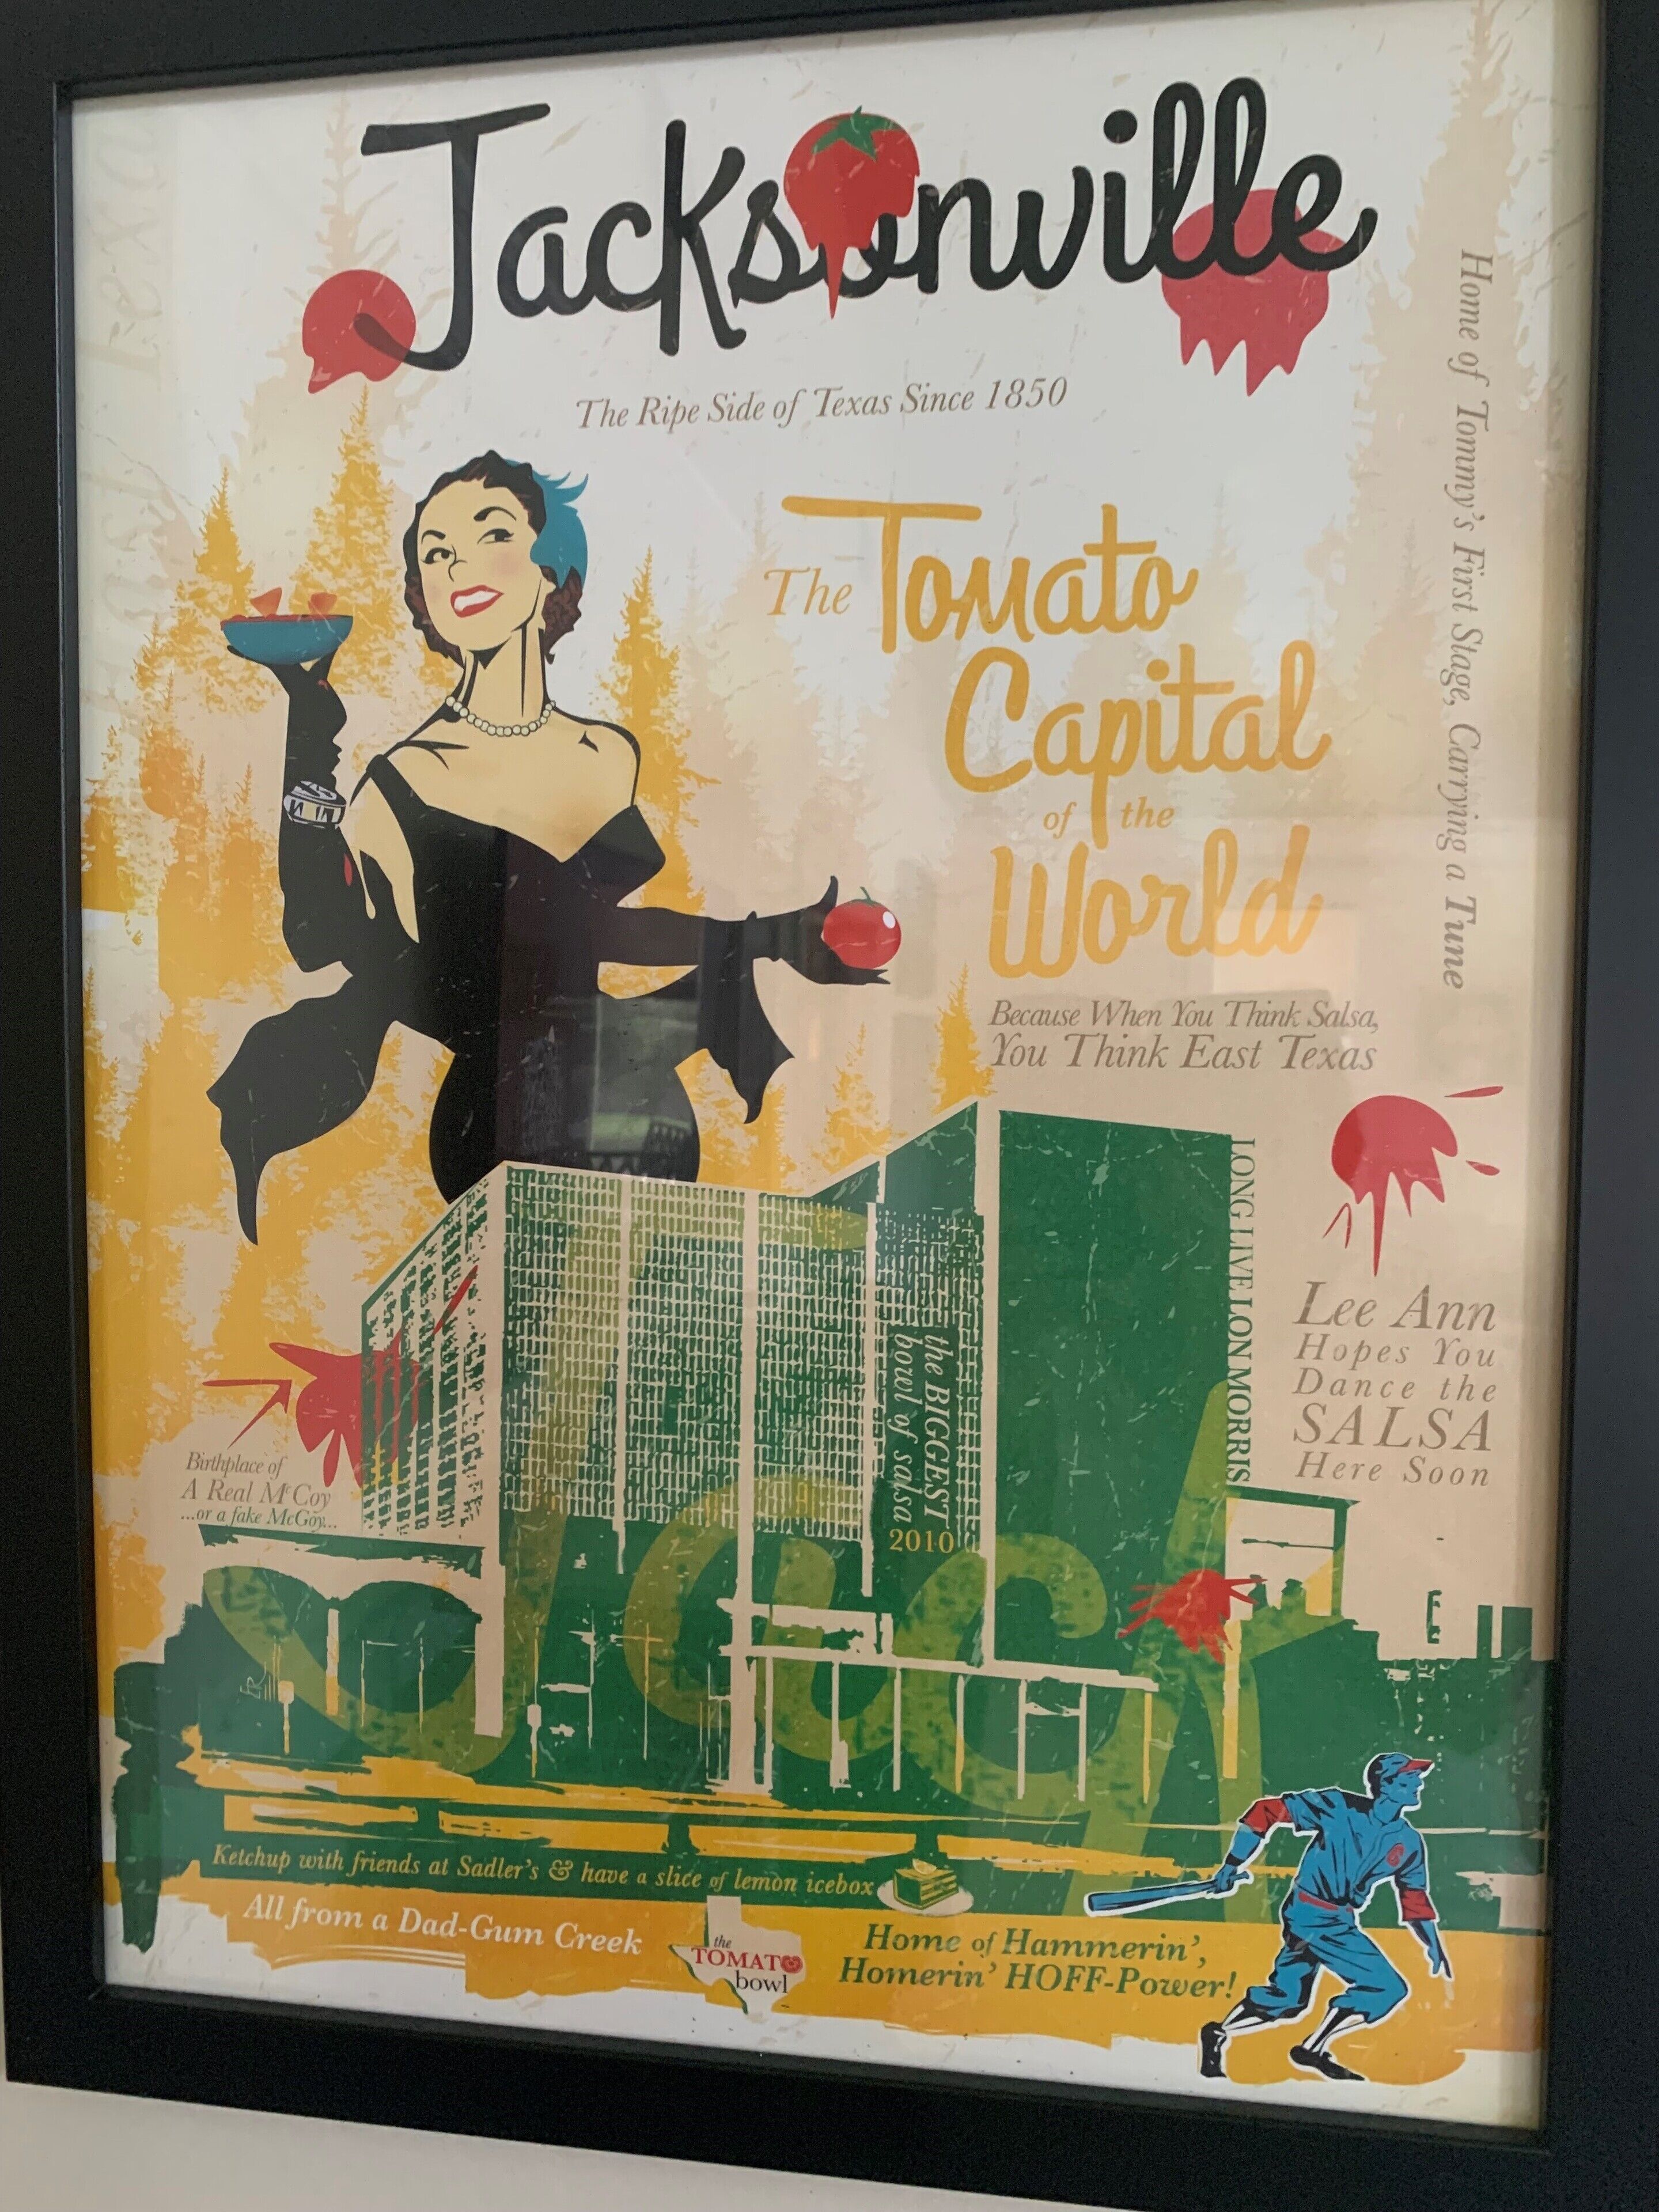 Jacksonville
The Ripe Side of Texas Since 1850
The Tomato
Capital
of the
World
Because When You Think Salsa,
You Think East Texas
Home of Tommy's First Stage, Carrying a Tune
LONG LIVE LON MORRIS
the BIGGEST
bowl of salsa
2010
Lee Ann
Hopes You
Dance the
SALSA
Here Soon
Birthplace of
A Real McCoy
...or a fake McGoy...
Jack
Ketchup with friends at Sadler's & have a slice of lemon icebox
All from a Dad-Gum Creek
the
TOMATO
bowl
Home of Hammerin',
Homerin' HOFF-Power!